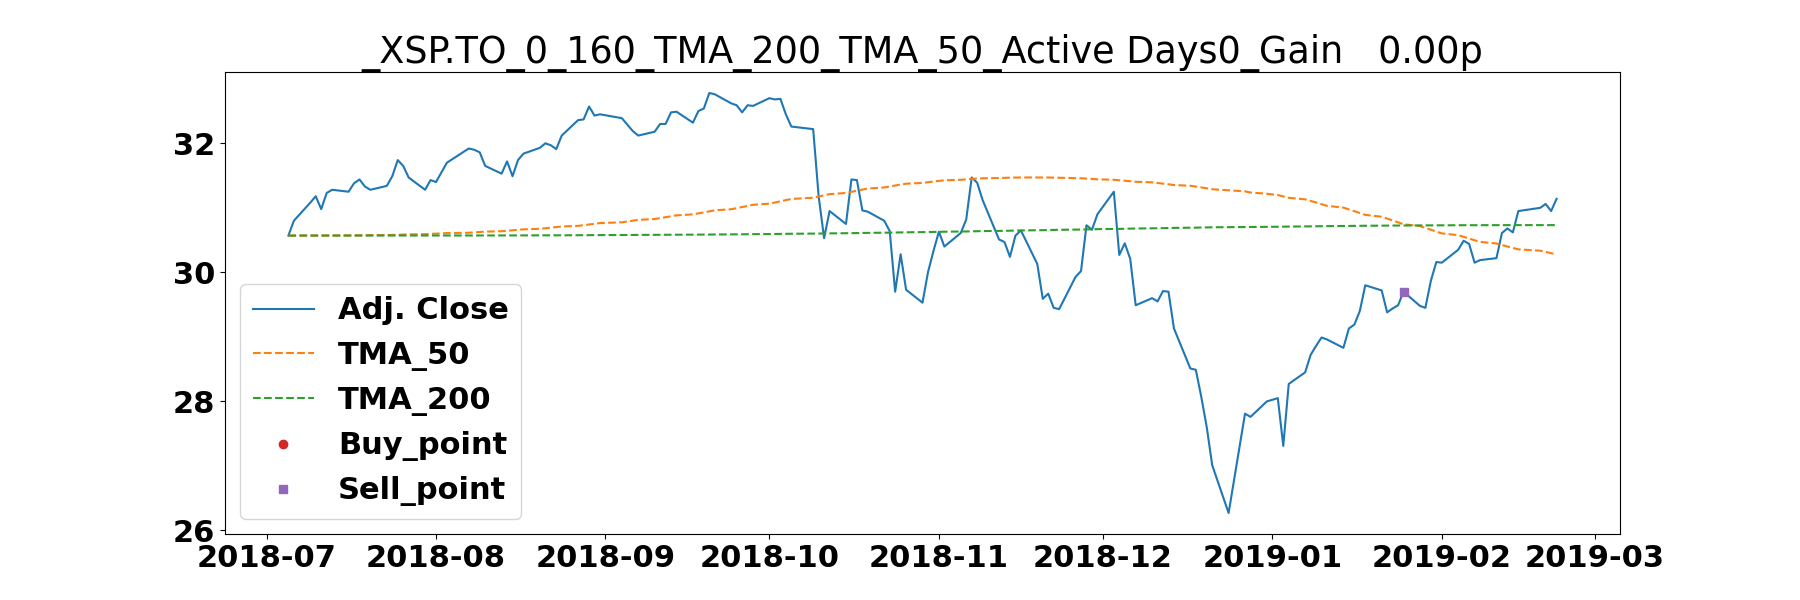 _XSP.TO_0_160_TMA_200_TMA_50_Active Days0_Gain   0.00p
32
30
28
26
Adj. Close
TMA_50
TMA_200
Buy_point
Sell_point
2018-07 2018-08 2018-09 2018-10 2018-11 2018-12 2019-01 2019-02 2019-03